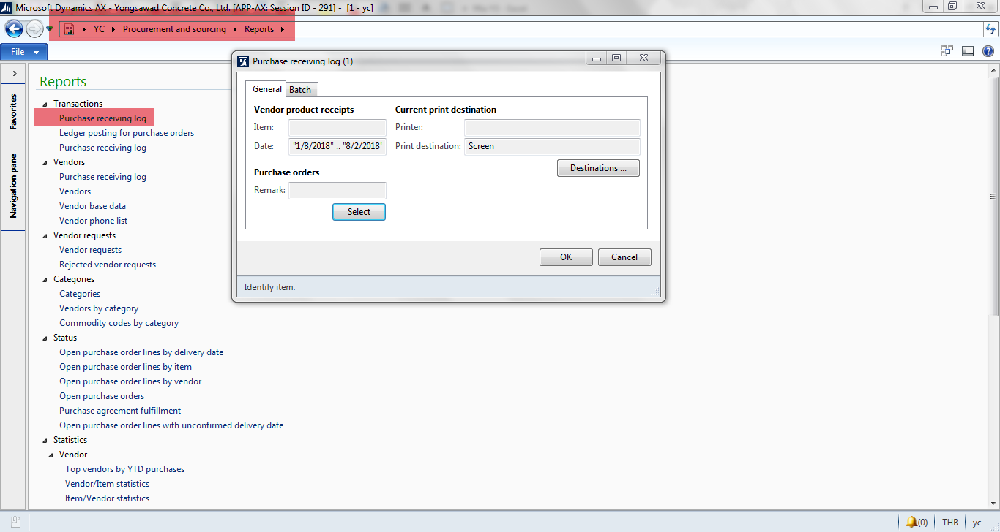 Microsoft Dynamics AX - Yongsawad Concrete Co., Ltd. [APP-AX: Session ID - 291] - [1 - yc]
YC Procurement and sourcing Reports
File
Favorites
Navigation pane
Reports
Transactions
Purchase receiving log
Ledger posting for purchase orders
Purchase receiving log
Vendors
Purchase receiving log
Vendors
Vendor base data
Vendor phone list
Vendor requests
Vendor requests
Rejected vendor requests
Categories
Categories
Vendors by category
Commodity codes by category
Status
Open purchase order lines by delivery date
Open purchase order lines by item
Open purchase order lines by vendor
Open purchase orders
Purchase agreement fulfillment
Open purchase order lines with unconfirmed delivery date
Statistics
Vendor
Top vendors by YTD purchases
Vendor/Item statistics
Item/Vendor statistics
Purchase receiving log (1)
General Batch
Vendor product receipts
Item:
Date: "1/8/2018" .. "8/2/2018'
Purchase orders
Remark:
Select
Current print destination
Printer:
Print destination: Screen
Destinations ...
OK Cancel
Identify item.
(0) THB yc